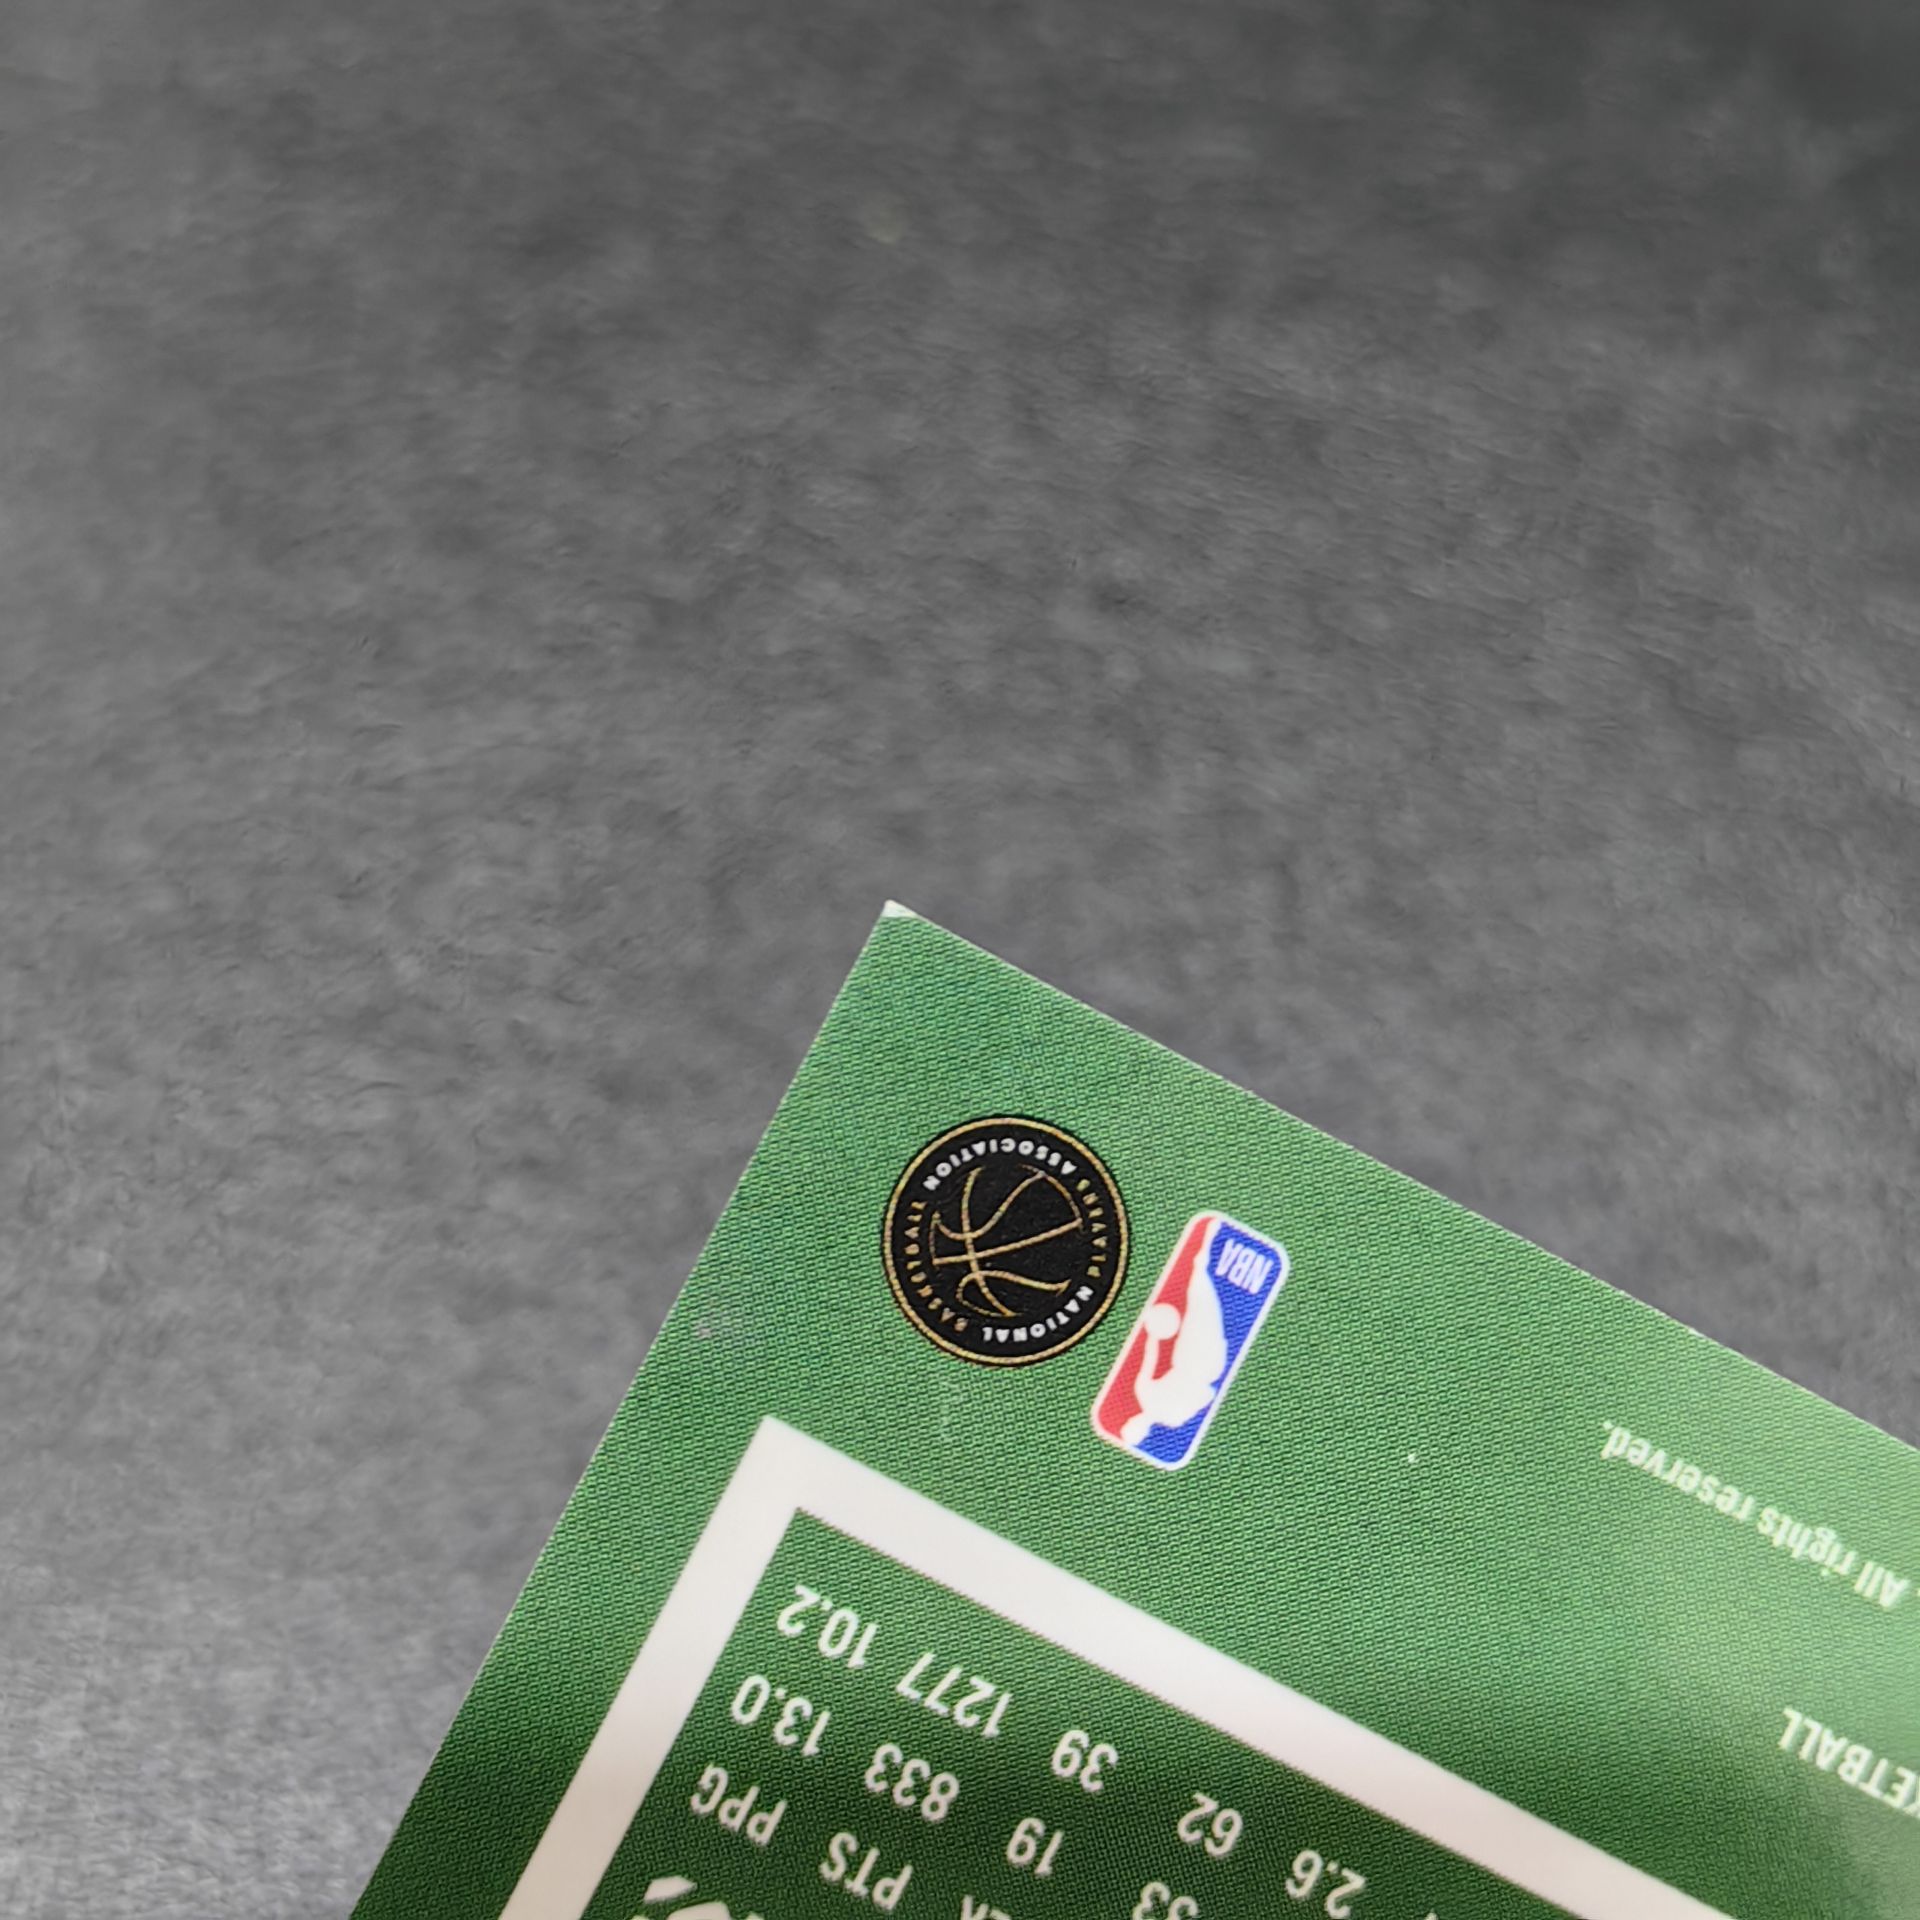 PTS PPG
19 833 13.0
2.6 62 39 1277 10.2
KETBALL
All rights reserved.
NBA
NATIONAL BASKETBALL PLAYERS ASSOCIATION